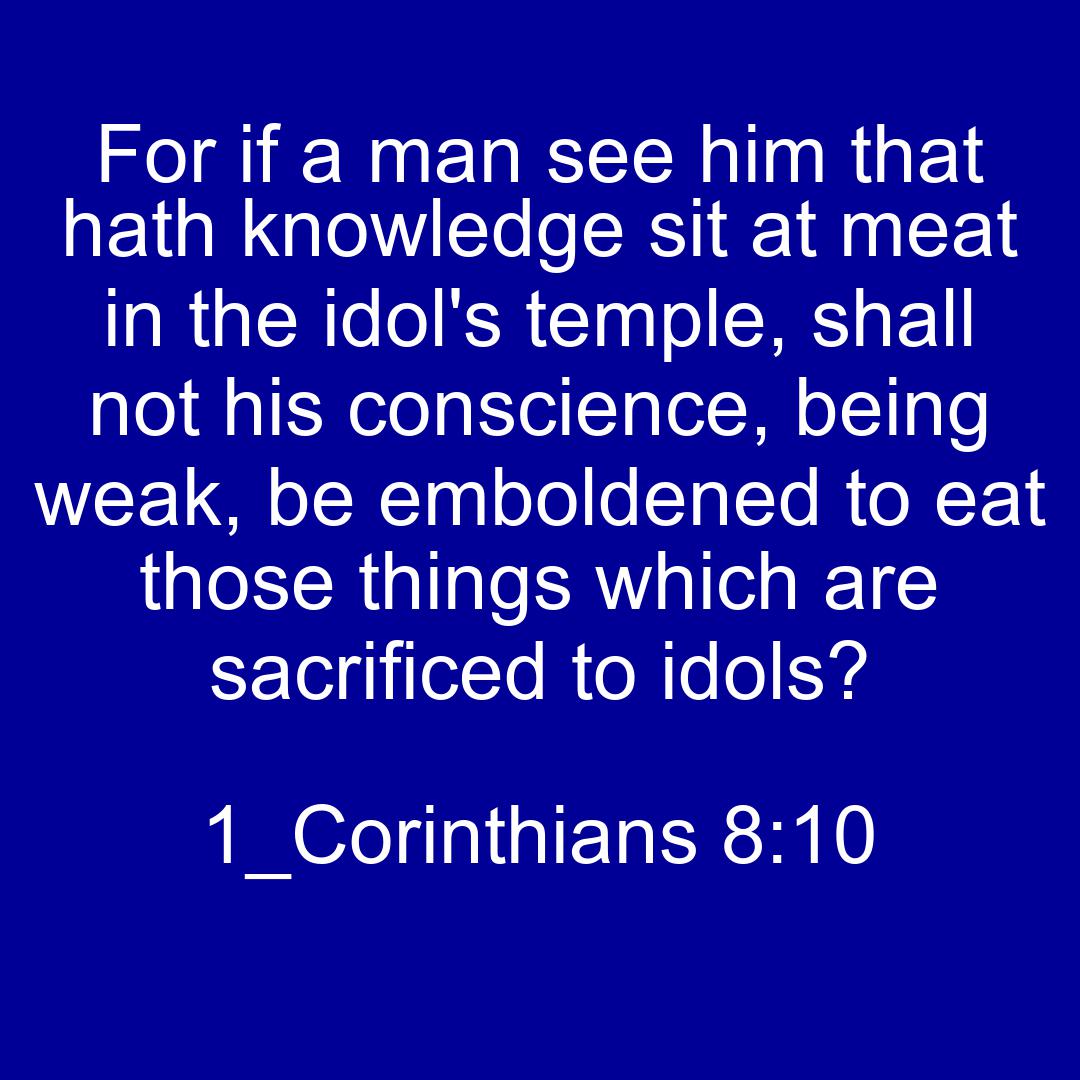 For if a man see him that
hath knowledge sit at meat
in the idol's temple, shall
not his conscience, being
weak, be emboldened to eat
those things which are
sacrificed to idols?
1_Corinthians 8:10